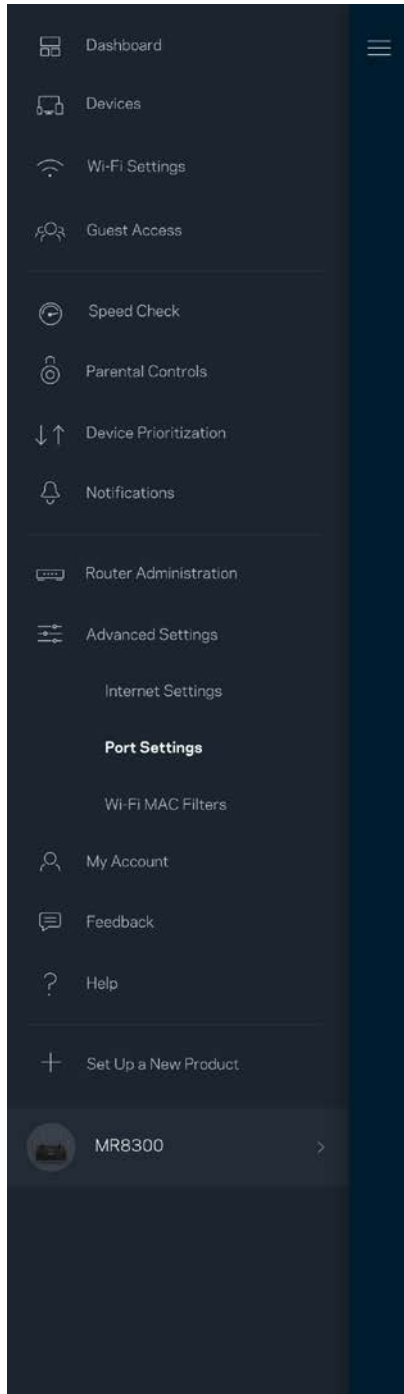 Dashboard
Devices
Wi-Fi Settings
Guest Access
Speed Check
Parental Controls
Device Prioritization
Notifications
Router Administration
Advanced Settings
Internet Settings
Port Settings
Wi-Fi MAC Filters
My Account
Feedback
Help
Set Up a New Product
MR8300